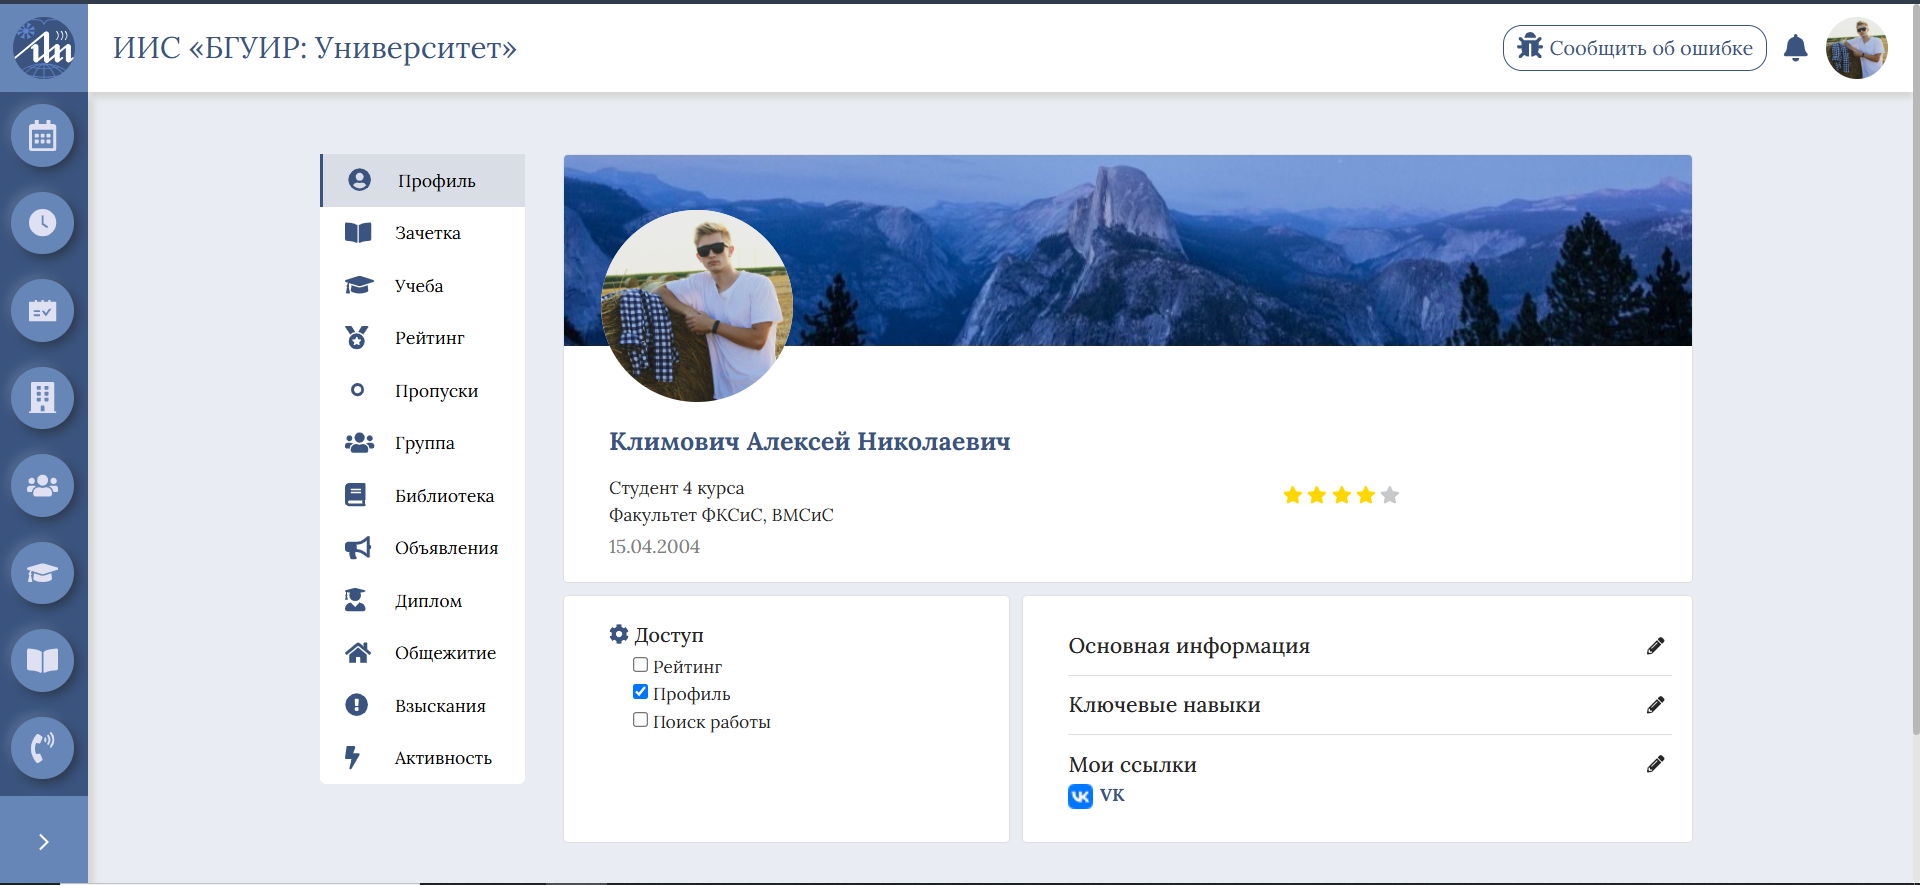 ИИС «БГУИР: Университет»
Сообщить об ошибке
Профиль
Зачетка
Учеба
Рейтинг
Пропуски
Группа
Библиотека
Объявления
Диплом
Общежитие
Взыскания
Активность
Климович Алексей Николаевич
Студент 4 курса
Факультет ФКСиС, ВМСиС
15.04.2004
Доступ
Рейтинг
Профиль
Поиск работы
Основная информация
Ключевые навыки
Мои ссылки
VK